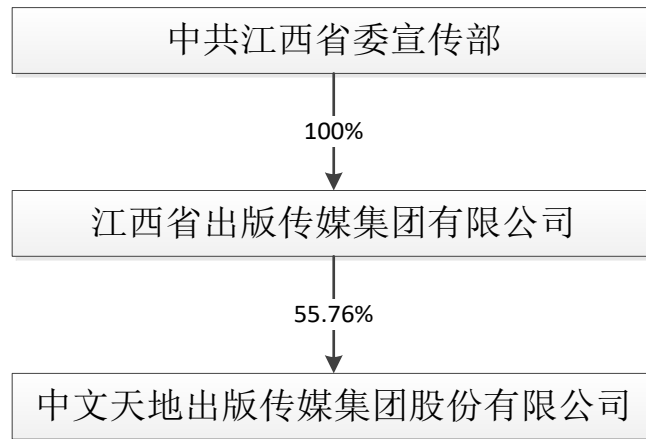 中共江西省委宣传部
100%
江西省出版传媒集团有限公司
55.76%
中文天地出版传媒集团股份有限公司